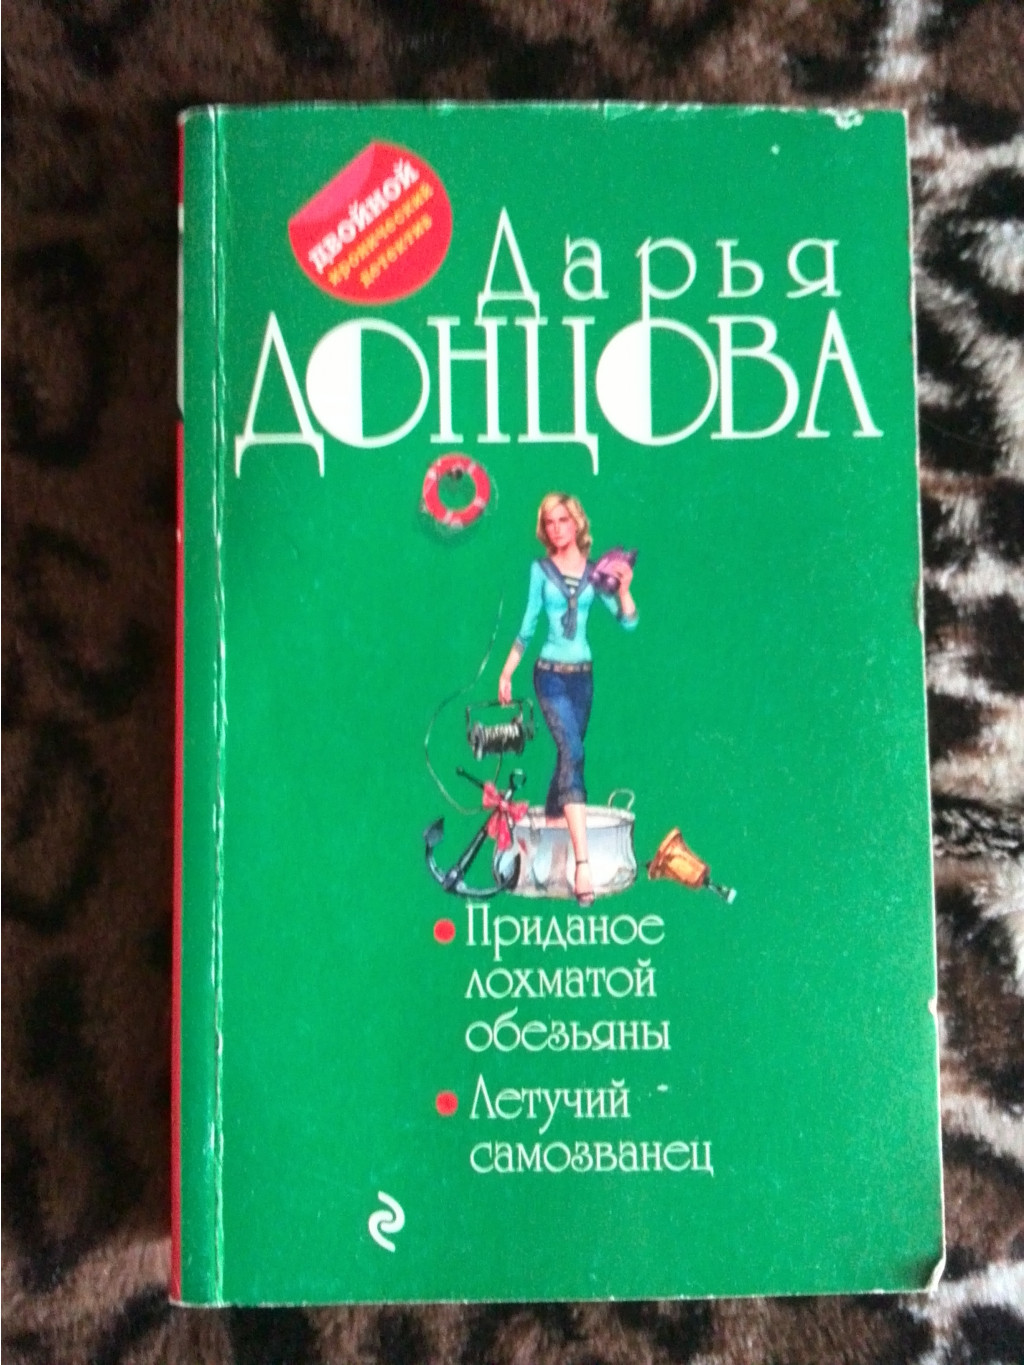 ДВОЙНОЙ
иронический
детектив
Дарья
ДОНЦОВА
Приданое
лохматой
обезьяны
Летучий
самозванец